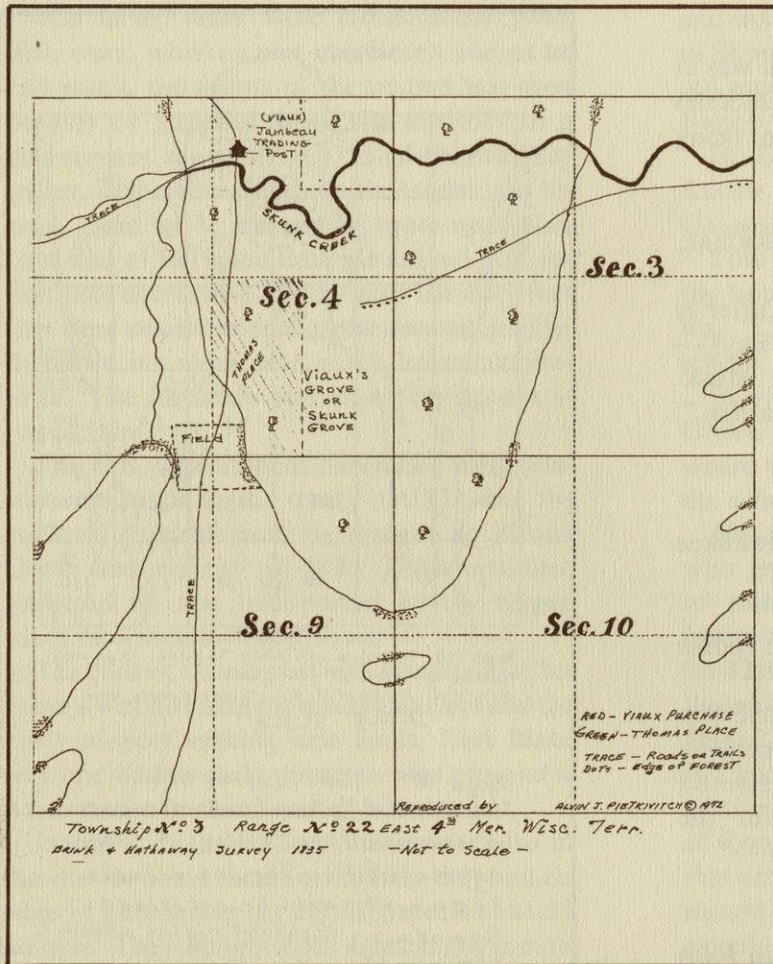 (VIAUX)
Jambeau
TRADING
POST
TRACE
SKUNK CREEK
TRACE
Sec. 3
Sec. 4
THOMAS
PLACE
VIAUX'S
GROVE
OR
SKUNK
GROVE
FIELD
TRACE
Sec. 9
Sec. 10
RED - VIAUX PURCHASE
GREEN - THOMAS PLACE
TRACE - ROADS OR TRAILS
DOTS - Edge of FOREST
Reproduced by ALVIN J. PIETKIVITCH © 1972
Township No 3 Range No 22 EAST 4th Mer. Wisc. Terr.
BRINK & HATHAWAY SURVEY 1835 -Not to Scale-